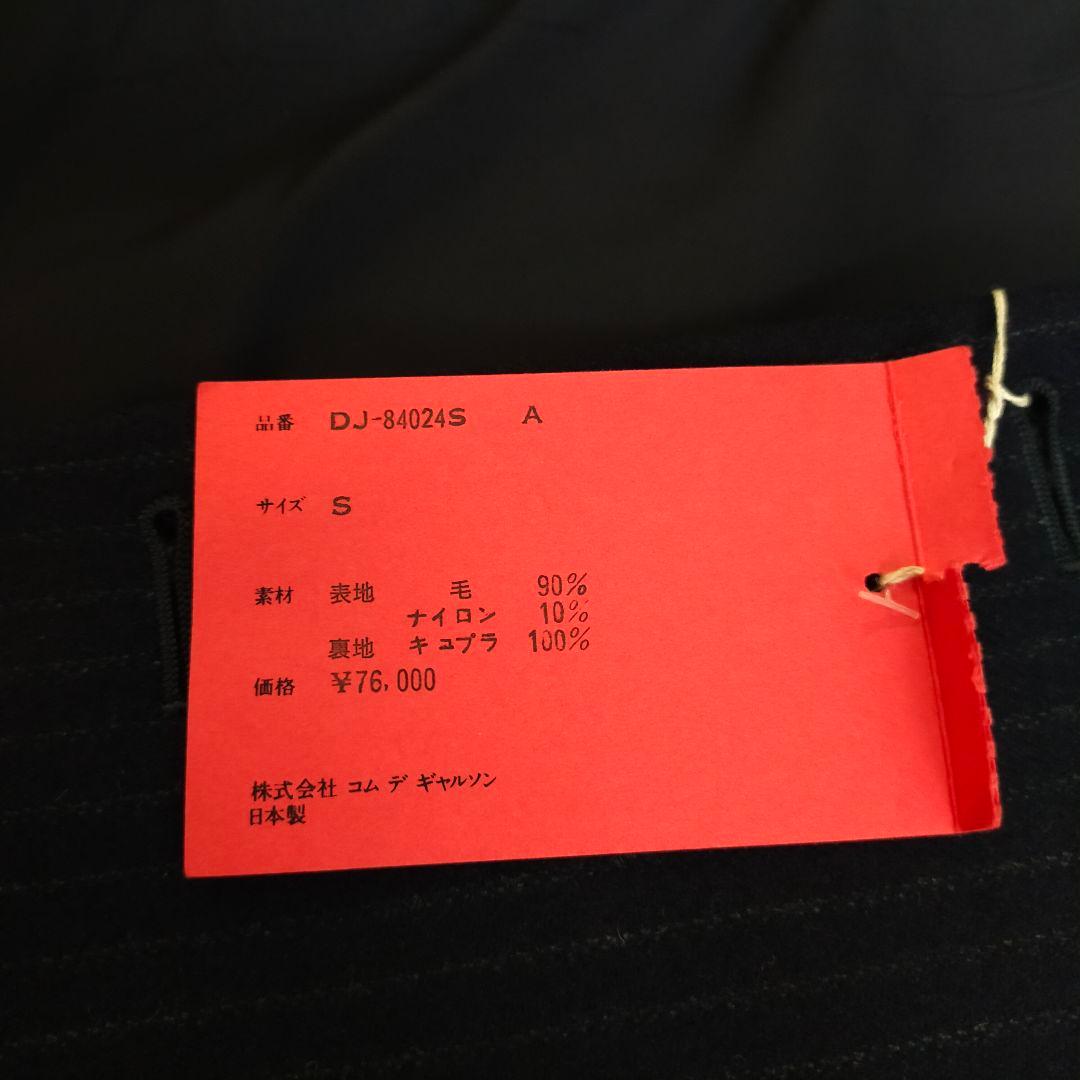 品番 DJ-84024S A
サイズ S
素材 表地 毛 90%
ナイロン 10%
裏地 キュプラ 100%
価格 ¥76,000
株式会社 コム デ ギャルソン
日本製